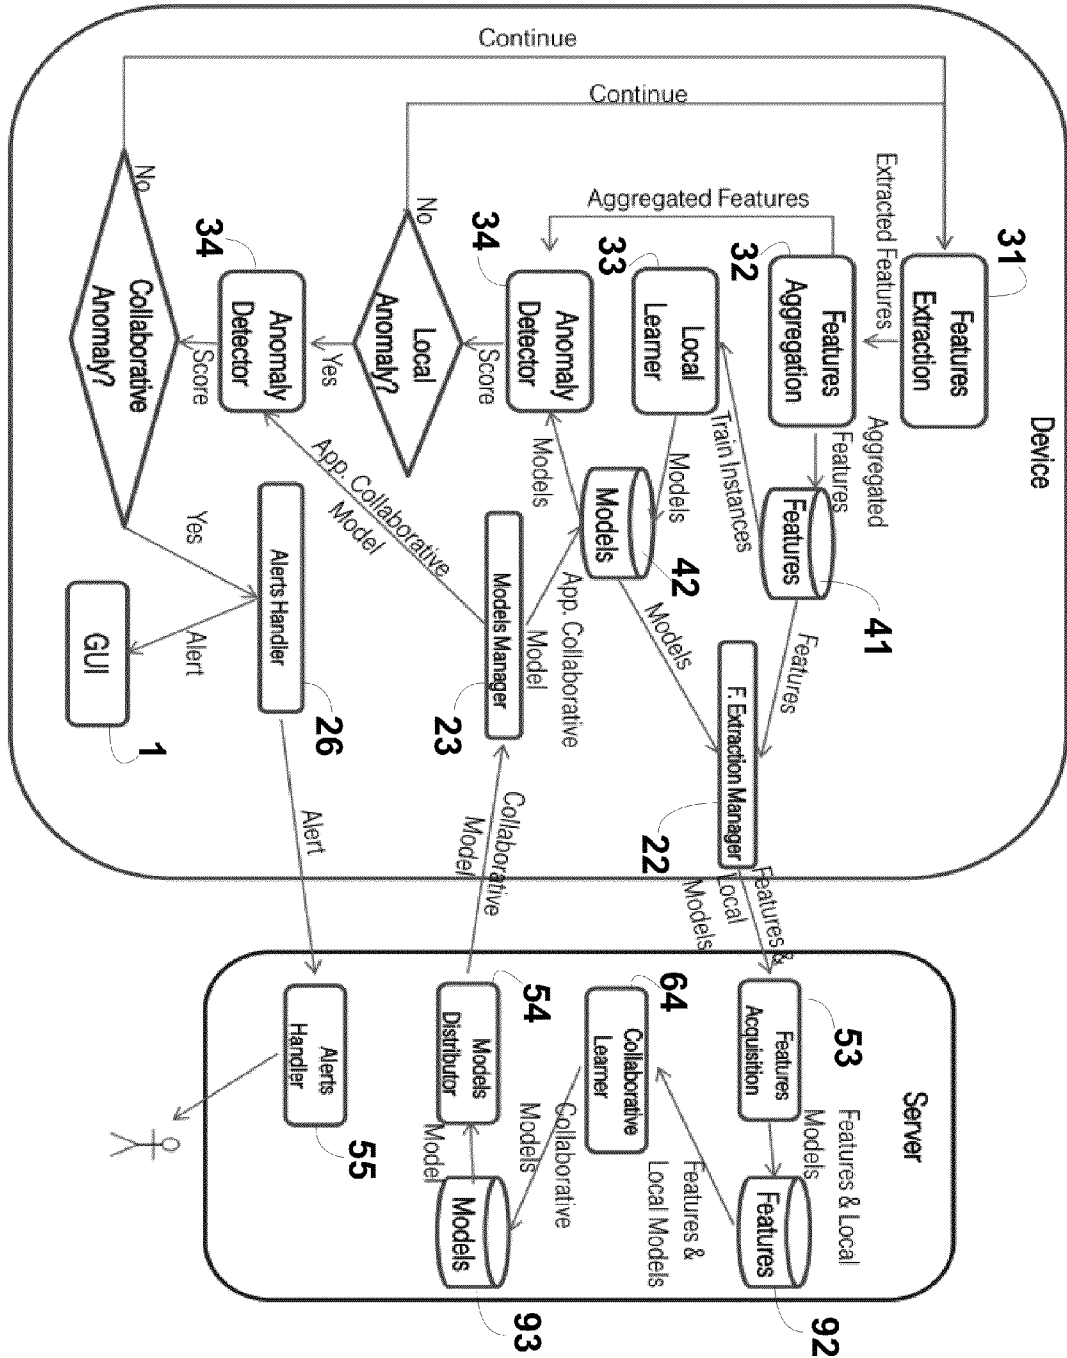 Device
31
Features
Extraction
Extracted Features
Continue
Continue
32
Features
Aggregation
Aggregated
Features
Aggregated Features
Features
41
Features
33
Local
Learner
Train Instances
Models
Models
42
Models
Models
34
Anomaly
Detector
Score
Local
Anomaly?
No
Yes
34
Anomaly
Detector
Score
Collaborative
Anomaly?
No
Yes
F. Extraction Manager
22
Features &
Local
Models
Models Manager
23
App. Collaborative
Model
App. Collaborative
Model
Collaborative
Model
Alerts Handler
26
Alert
GUI
1
Alert
Server
53
Features
Acquisition
Features & Local
Models
Features
92
64
Collaborative
Learner
Features &
Local Models
Collaborative
Models
54
Models
Distributor
Model
Models
93
Alerts
Handler
55